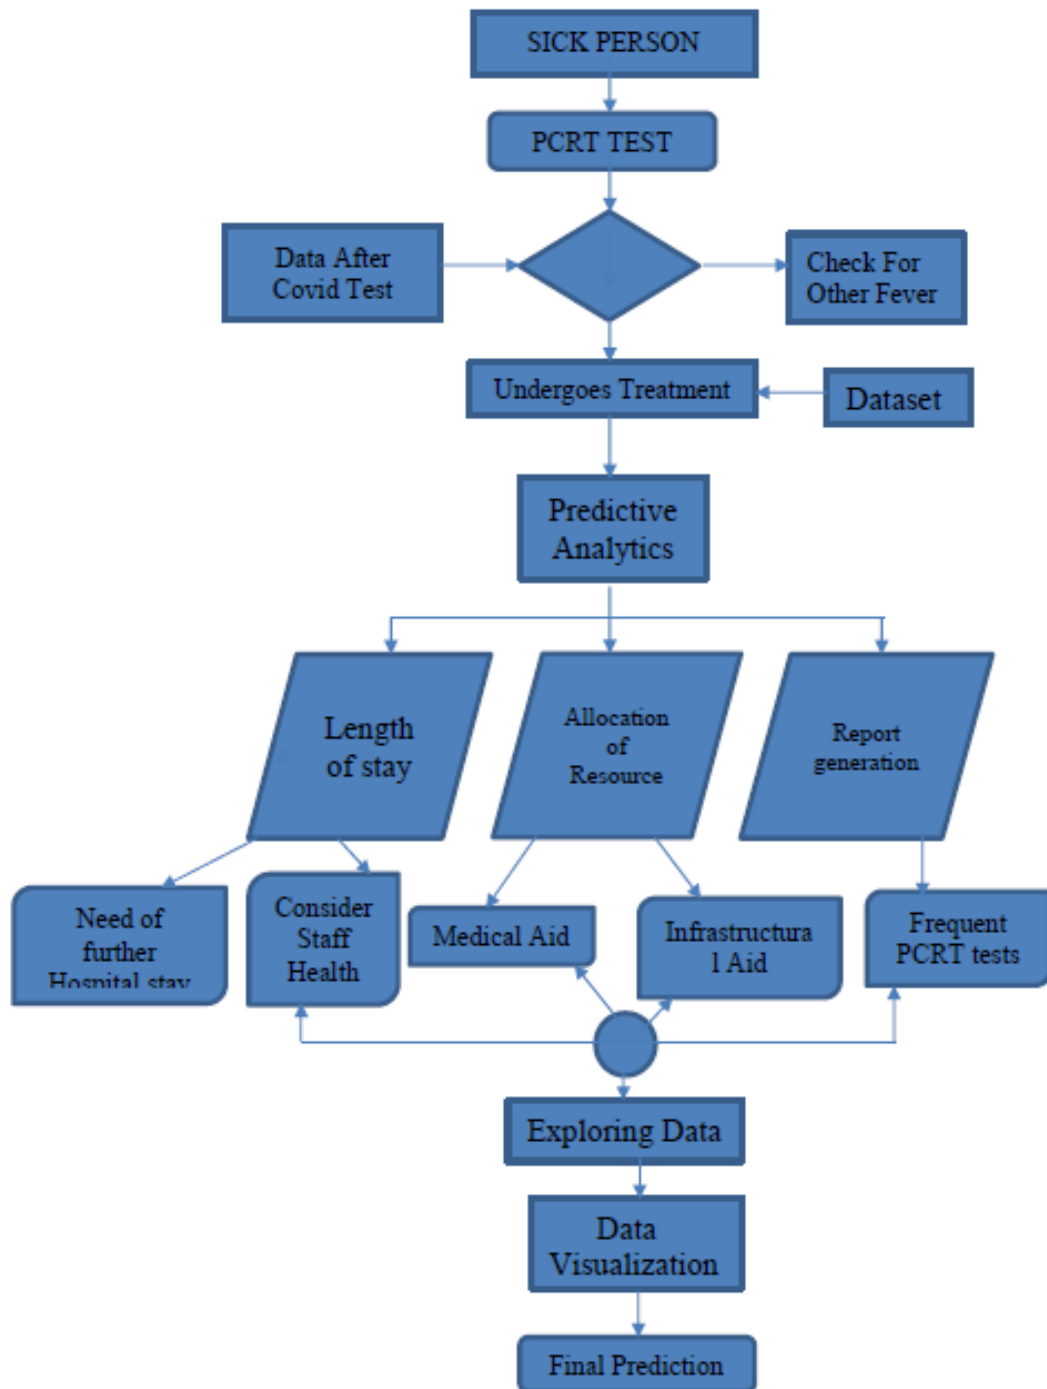 SICK PERSON
PCRT TEST
Data After
Covid Test
Check For
Other Fever
Undergoes Treatment
Dataset
Predictive
Analytics
Length
of stay
Allocation
of
Resource
Report
generation
Need of
further
Hospital stay
Consider
Staff
Health
Medical Aid
Infrastructura
l Aid
Frequent
PCRT tests
Exploring Data
Data
Visualization
Final Prediction